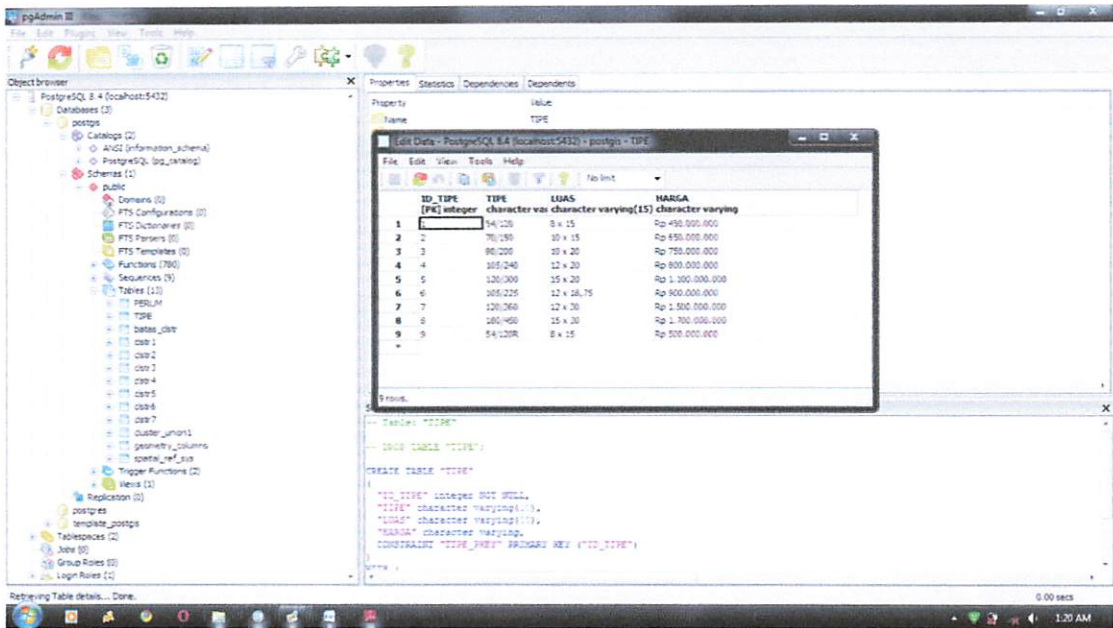 pgAdmin III
File Edit Plugins View Tools Help
Object browser
PostgreSQL 8.4 (localhost:5432)
Databases (3)
postgis
Catalogs (2)
ANSI (information_schema)
PostgreSQL (pg_catalog)
Schemas (1)
public
Domains (0)
FTS Configurations (0)
FTS Dictionaries (0)
FTS Parsers (0)
FTS Templates (0)
Functions (780)
Sequences (9)
Tables (13)
PERUM
TIPE
batas_clstr
clstr1
clstr2
clstr3
clstr4
clstr5
clstr6
clstr7
cluster_union1
geometry_columns
spatial_ref_sys
Trigger Functions (2)
Views (1)
Replication (0)
postgres
template_postgis
Tablespaces (2)
Jobs (0)
Group Roles (0)
Login Roles (1)
Properties Statistics Dependencies Dependents
Property Value
Name TIPE
Edit Data - PostgreSQL 8.4 (localhost:5432) - postgis - TIPE
File Edit View Tools Help
No limit
ID_TIPE TIPE LUAS HARGA
[PK] integer character var character varying(15) character varying
1 54/120 8 x 15
2 2 70/150 10 x 15 Rp 650.000.000
3 3 90/200 10 x 20 Rp 750.000.000
4 4 105/240 12 x 20 Rp 800.000.000
5 5 120/300 15 x 20 Rp 1.100.000.000
6 6 105/225 12 x 18,75 Rp 900.000.000
7 7 120/360 12 x 30 Rp 1.500.000.000
8 8 180/450 15 x 30 Rp 1.700.000.000
9 9 54/120R 8 x 15 Rp 500.000.000
*
9 rows.
-- Table: "TIPE"
-- DROP TABLE "TIPE";
CREATE TABLE "TIPE"
(
"ID_TIPE" integer NOT NULL,
"TIPE" character varying
"LUAS" character varying
"HARGA" character varying,
CONSTRAINT "TIPE_PKEY" PRIMARY KEY ("ID_TIPE")
)
Retrieving Table details... Done.
0.00 secs
1:20 AM